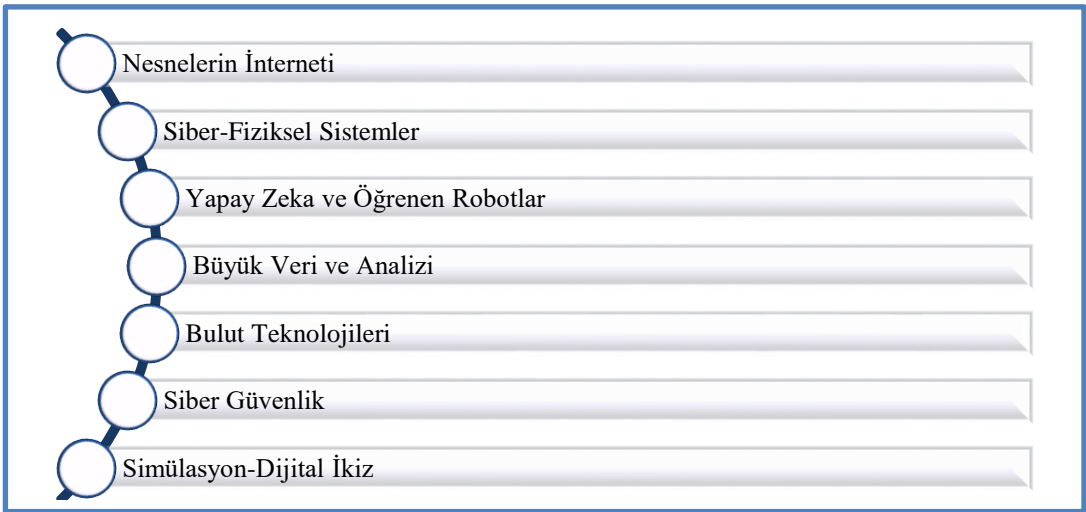 Nesnelerin İnterneti
Siber-Fiziksel Sistemler
Yapay Zeka ve Öğrenen Robotlar
Büyük Veri ve Analizi
Bulut Teknolojileri
Siber Güvenlik
Simülasyon-Dijital İkiz